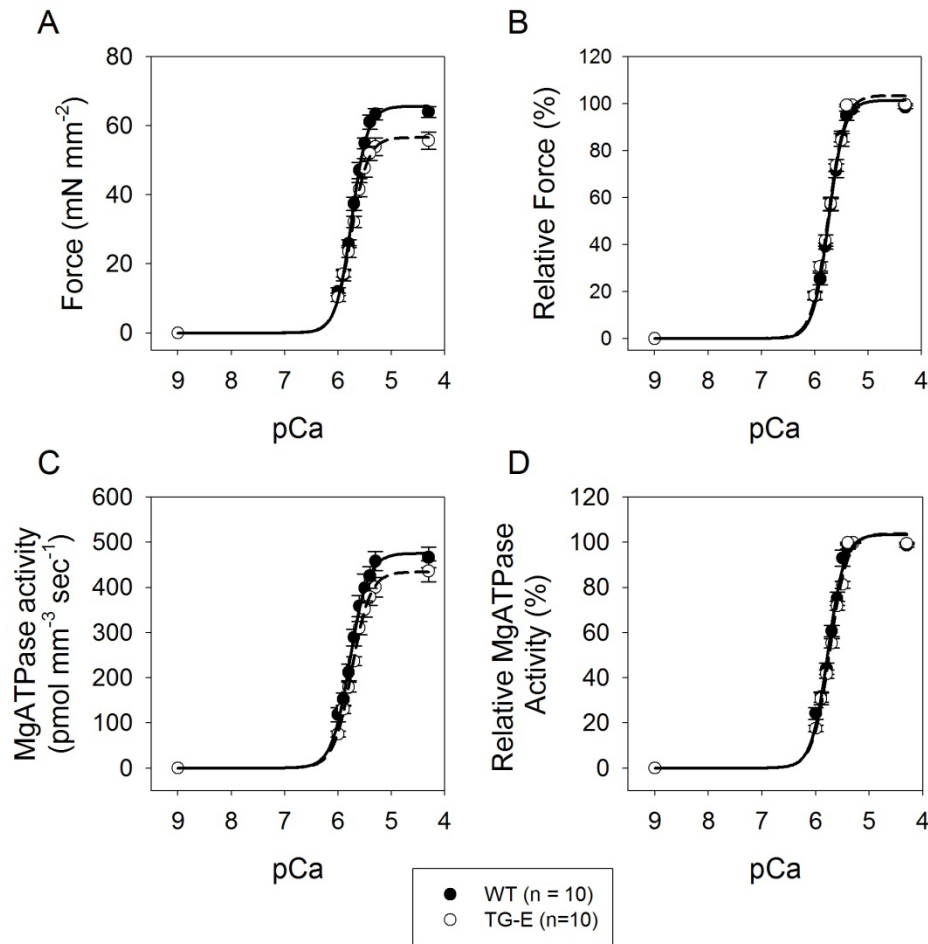 A
80
60
40
20
0
Force (mN mm⁻²)
9 8 7 6 5 4
pCa
B
120
100
80
60
40
20
0
Relative Force (%)
9 8 7 6 5 4
pCa
C
600
500
400
300
200
100
0
MgATPase activity
(pmol mm⁻³ sec⁻¹)
9 8 7 6 5 4
pCa
D
120
100
80
60
40
20
0
Relative MgATPase
Activity (%)
9 8 7 6 5 4
pCa
WT (n = 10)
TG-E (n=10)